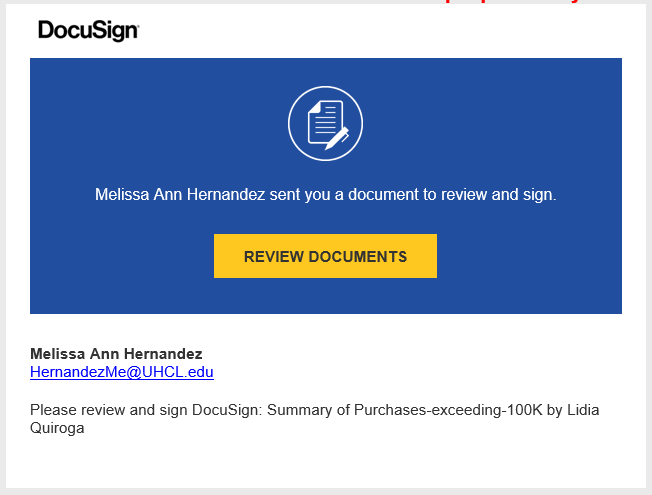 DocuSign
Melissa Ann Hernandez sent you a document to review and sign.
REVIEW DOCUMENTS
Melissa Ann Hernandez
HernandezMe@UHCL.edu
Please review and sign DocuSign: Summary of Purchases-exceeding-100K by Lidia
Quiroga